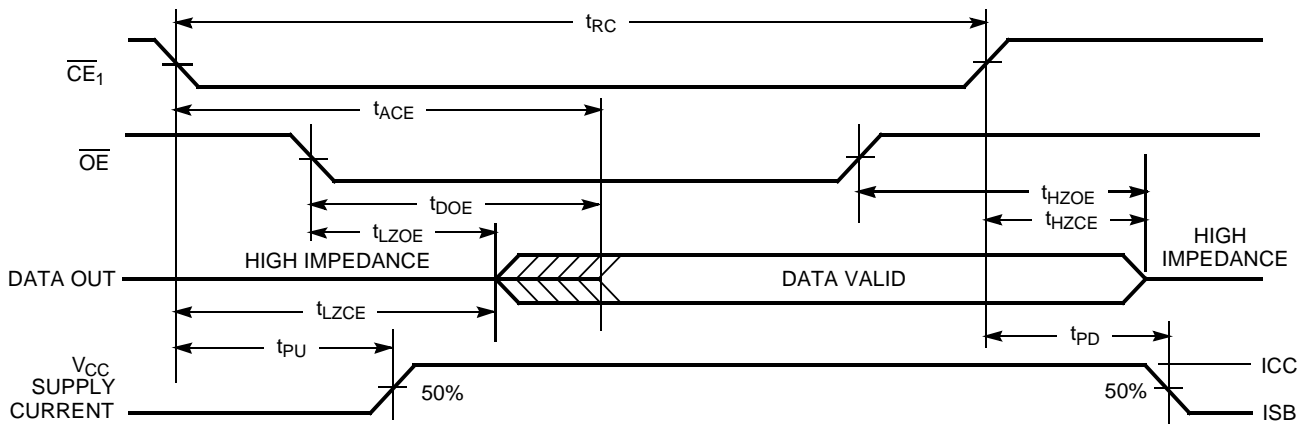 tRC
CE1
tACE
OE
tDOE
tHZOE
tLZOE
tHZCE
HIGH IMPEDANCE
HIGH
IMPEDANCE
DATA OUT
DATA VALID
tLZCE
tPU
tPD
VCC
SUPPLY
CURRENT
50%
50%
ICC
ISB